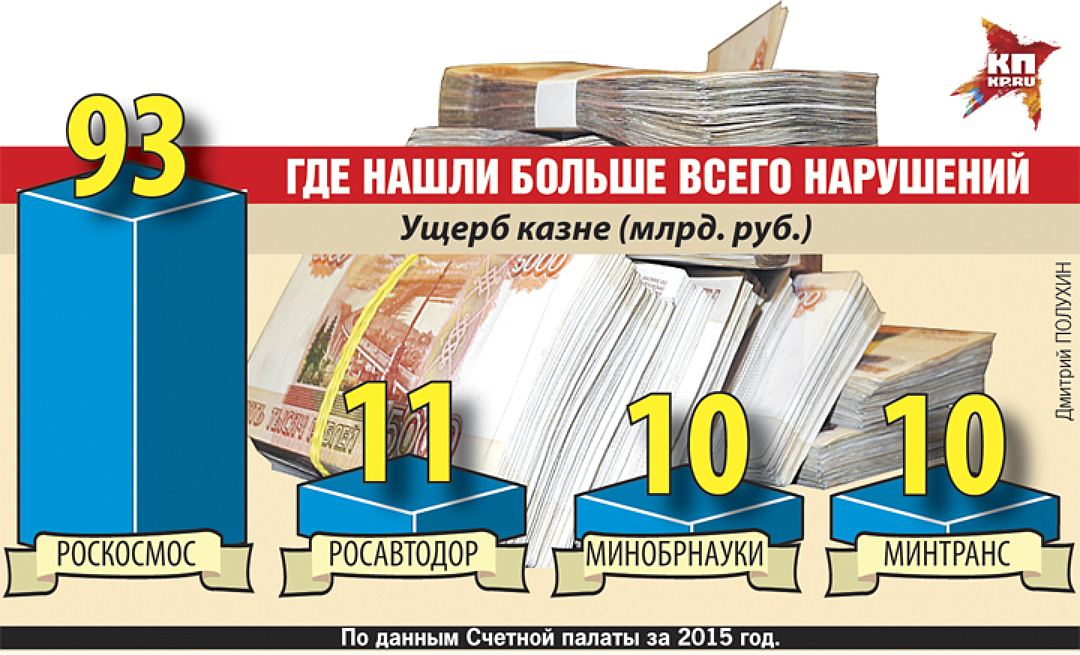 КП
KP.RU
93
ГДЕ НАШЛИ БОЛЬШЕ ВСЕГО НАРУШЕНИЙ
Ущерб казне (млрд. руб.)
5000
Дмитрий ПОЛУХИН
11
10
10
РОСКОСМОС
РОСАВТОДОР
МИНОБРНАУКИ
МИНТРАНС
По данным Счетной палаты за 2015 год.